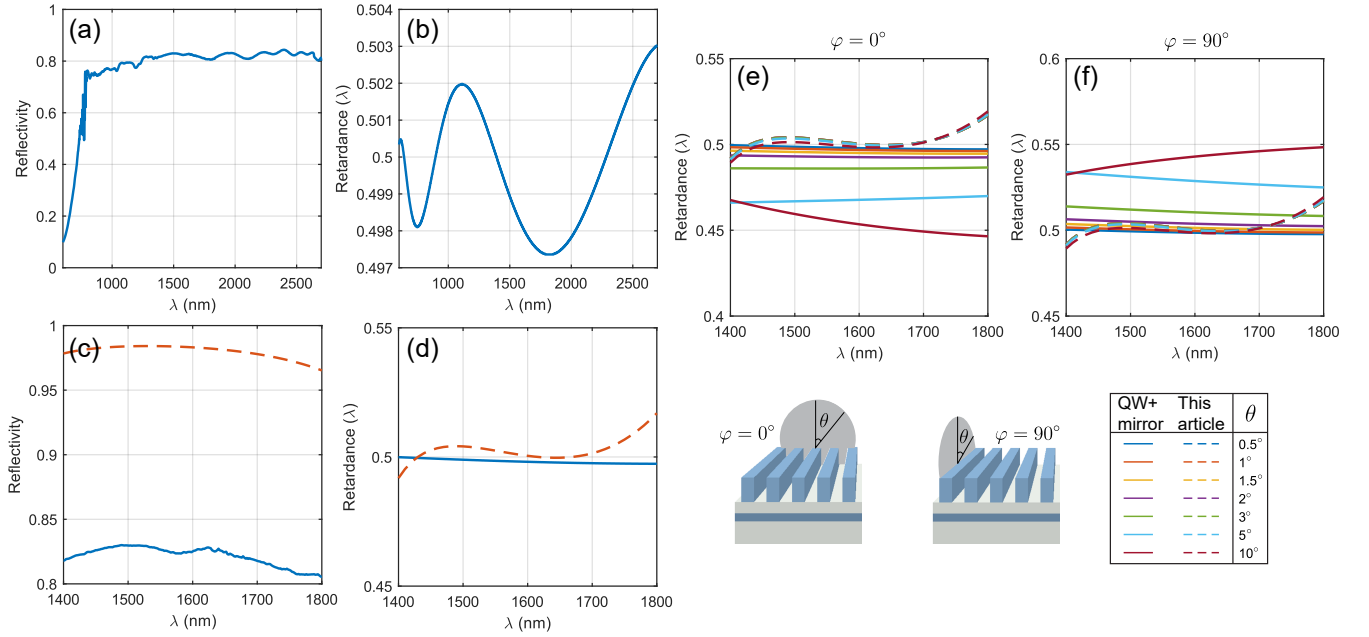 (a)
1
0.8
0.6
0.4
0.2
0
Reflectivity
1000 1500 2000 2500
λ (nm)
(b)
0.504
0.503
0.502
0.501
0.5
0.499
0.498
0.497
Retardance (λ)
1000 1500 2000 2500
λ (nm)
(c)
1
0.95
0.9
0.85
0.8
Reflectivity
1400 1500 1600 1700 1800
λ (nm)
(d)
0.55
0.5
0.45
Retardance (λ)
1400 1500 1600 1700 1800
λ (nm)
φ = 0°
(e)
0.55
0.5
0.45
0.4
Retardance (λ)
1400 1500 1600 1700 1800
λ (nm)
φ = 90°
(f)
0.6
0.55
0.5
0.45
Retardance (λ)
1400 1500 1600 1700 1800
λ (nm)
φ = 0°
θ
θ
φ = 90°
QW+ This
mirror article θ
0.5°
1°
1.5°
2°
3°
5°
10°